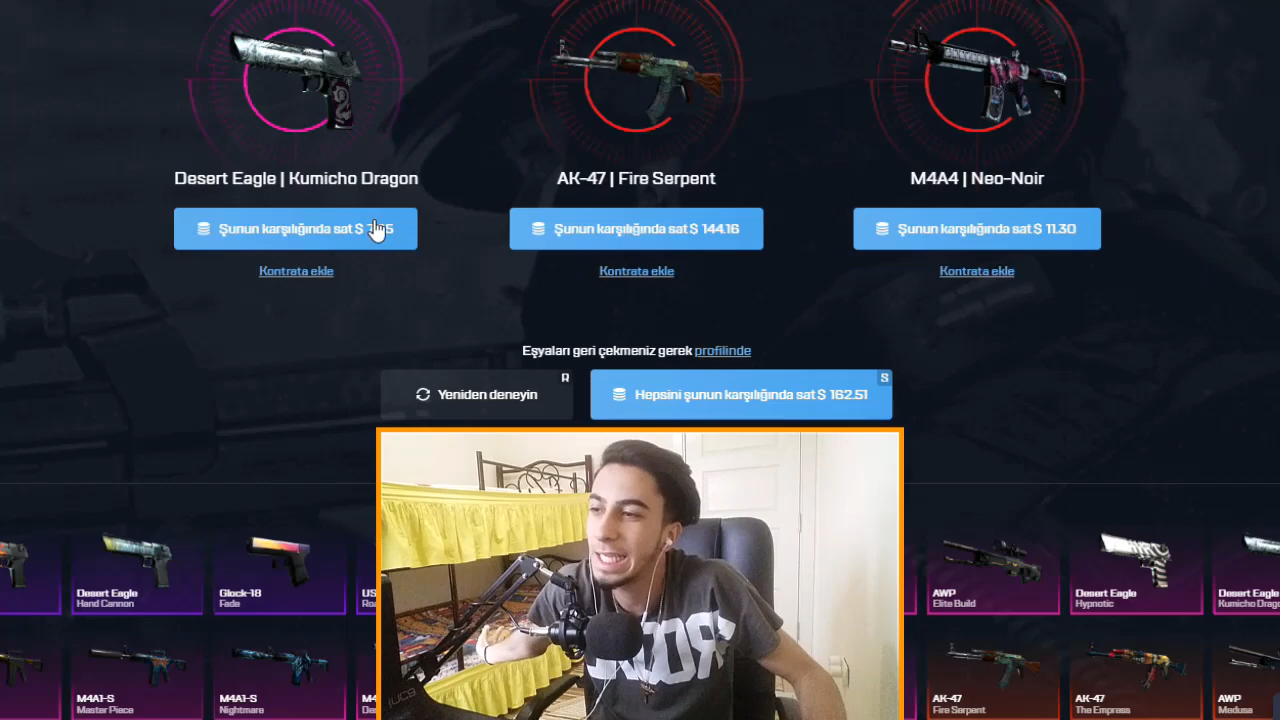 Desert Eagle | Kumicho Dragon
AK-47 | Fire Serpent
M4A4 | Neo-Noir
Şunun karşılığında sat $
Şunun karşılığında sat $ 144.16
Şunun karşılığında sat $ 11.30
Kontrata ekle
Kontrata ekle
Kontrata ekle
Eşyaları geri çekmeniz gerek profilinde
Yeniden deneyin
R
Hepsini şunun karşılığında sat $ 162.51
S
Desert Eagle
Hand Cannon
Glock-18
Fade
AWP
Elite Build
Desert Eagle
Hypnotic
Desert Eagle
Kumicho Dragon
M4A1-S
Master Piece
M4A1-S
Nightmare
AK-47
Fire Serpent
AK-47
The Empress
AWP
Medusa